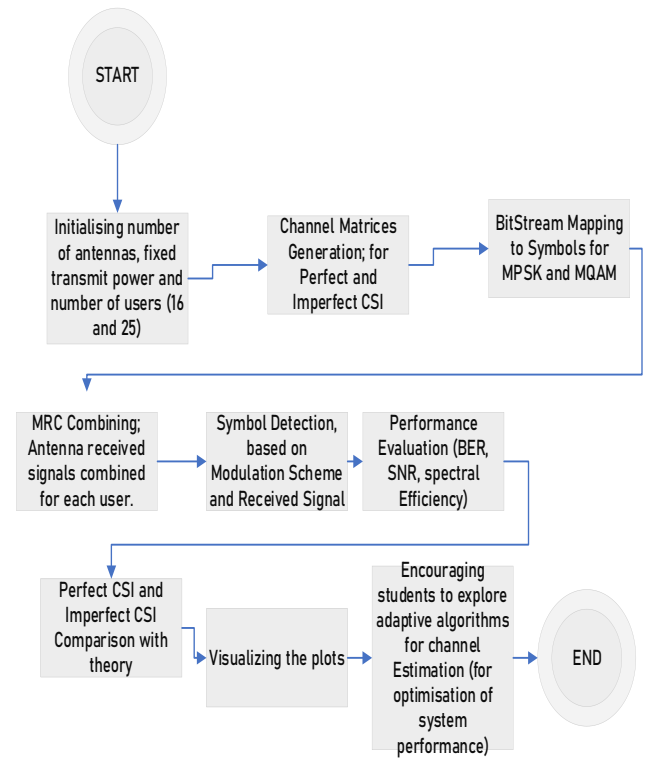 START
Initialising number
of antennas, fixed
transmit power and
number of users (16
and 25)
Channel Matrices
Generation; for
Perfect and
Imperfect CSI
BitStream Mapping
to Symbols for
MPSK and MQAM
MRC Combining;
Antenna received
signals combined
for each user.
Symbol Detection,
based on
Modulation Scheme
and Received Signal
Performance
Evaluation (BER,
SNR, spectral
Efficiency)
Perfect CSI and
Imperfect CSI
Comparison with
theory
Visualizing the plots
Encouraging
students to explore
adaptive algorithms
for channel
Estimation (for
optimisation of
system
performance)
END